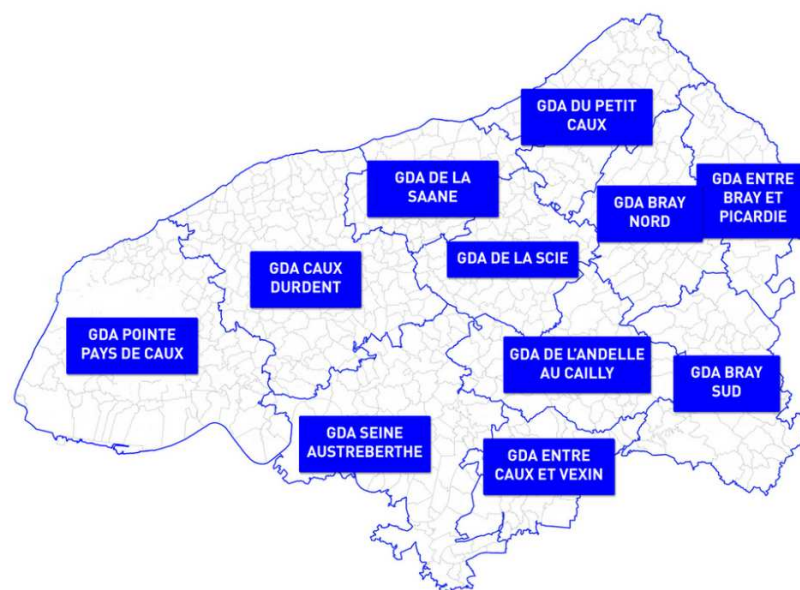 GDA DU PETIT
CAUX
GDA DE LA
SAANE
GDA BRAY
NORD
GDA ENTRE
BRAY ET
PICARDIE
GDA CAUX
DURDENT
GDA DE LA SCIE
GDA POINTE
PAYS DE CAUX
GDA DE L'ANDELLE
AU CAILLY
GDA BRAY
SUD
GDA SEINE
AUSTREBERTHE
GDA ENTRE
CAUX ET VEXIN